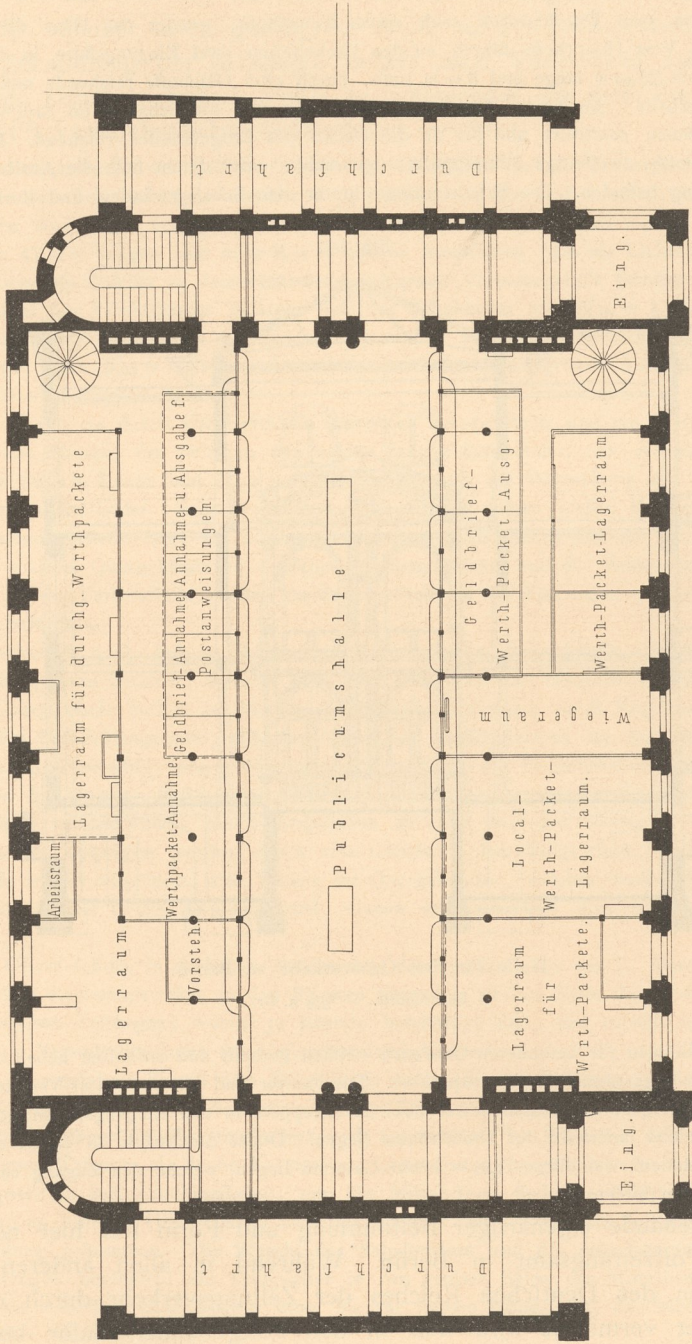 Durchfahrt
Eing.
Lagerraum für durchg. Werthpackete
Geldbrief-Annahme, Annahme-u. Ausgabe f.
Postanweisungen
Geldbrief-
Werth-Packet-Ausg.
Werth-Packet-Lagerraum
Publicumshalle
Wiegeraum
Werthpacket-Annahme
Arbeitsraum
Local-
Werth-Packet-
Lagerraum.
Lagerraum
Vorsteh.
Lagerraum
für
Werth-Packete.
Eing.
Durchfahrt